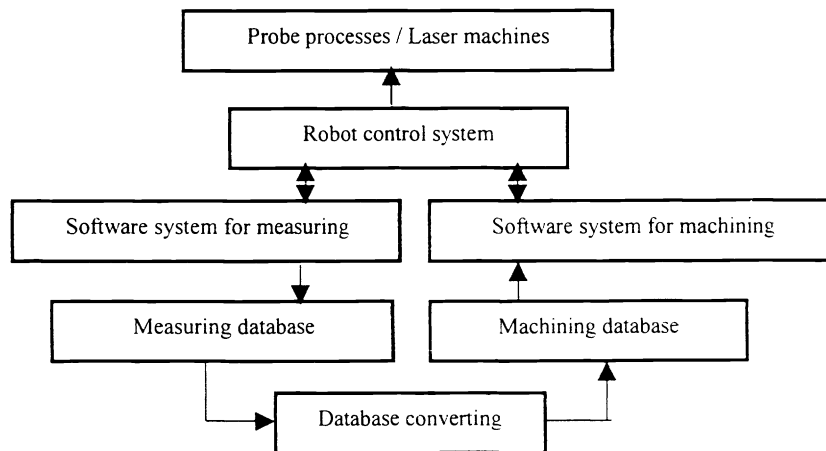 Probe processes / Laser machines
Robot control system
Software system for measuring
Software system for machining
Measuring database
Machining database
Database converting